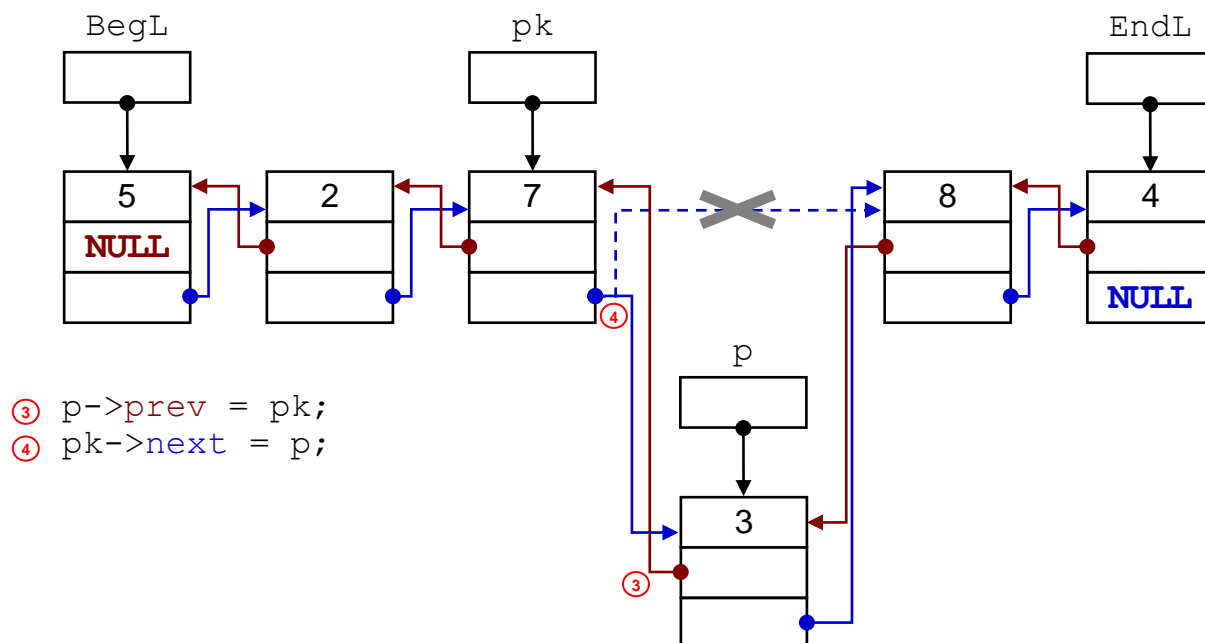 BegL pk EndL
5 2 7 8 4
NULL
NULL
4
p
3 p->prev = pk;
4 pk->next = p;
3
3